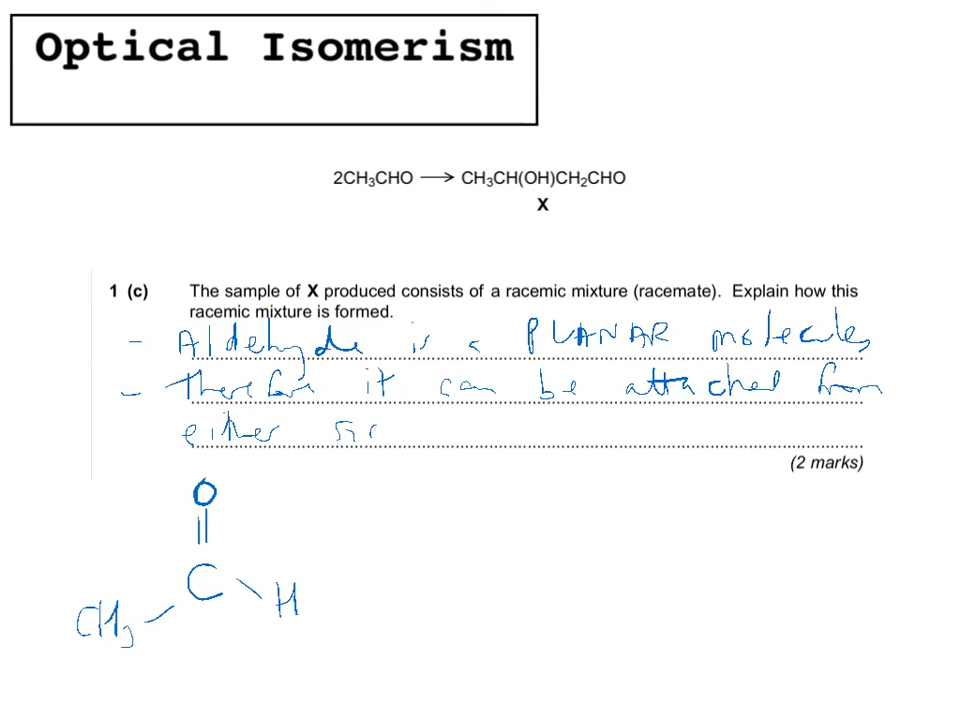 Optical Isomerism
2CH₃CHO ⟶ CH₃CH(OH)CH₂CHO
X
1 (c) The sample of X produced consists of a racemic mixture (racemate). Explain how this
racemic mixture is formed.
- Aldehyde is a PLANAR molecule,
- Therefore it can be attached from
either
(2 marks)
O
C
CH₃ H